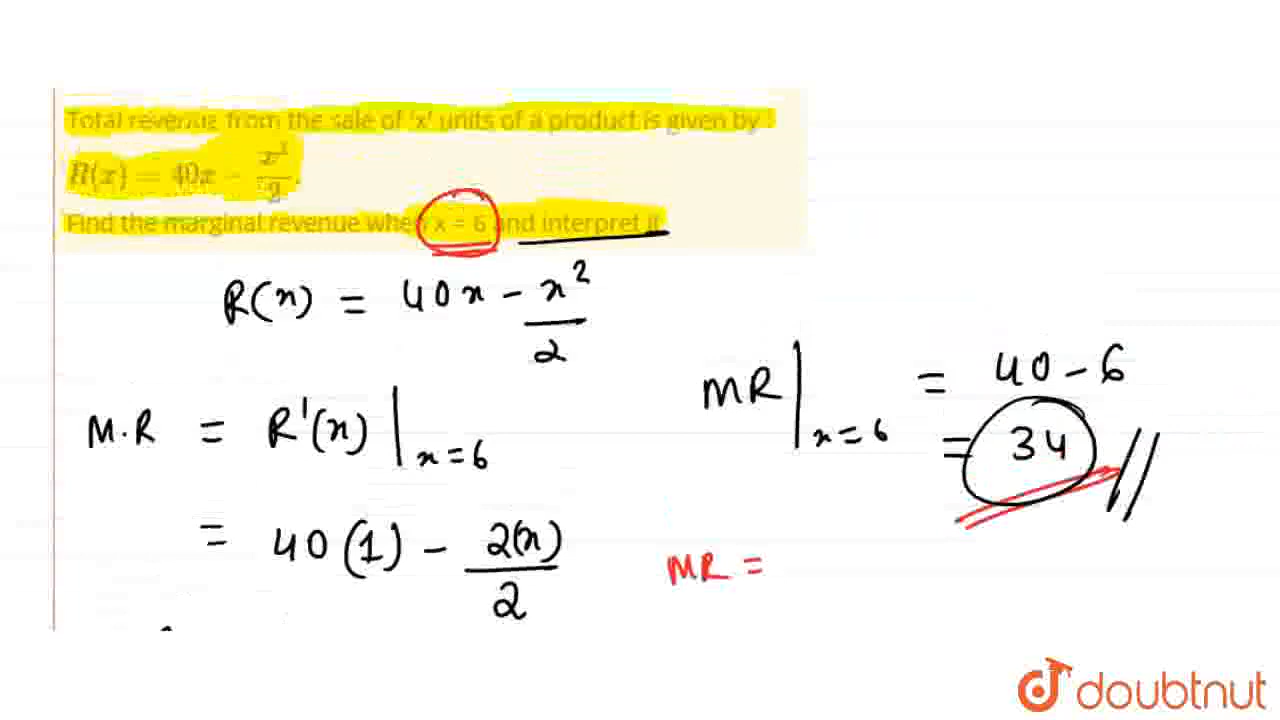 Total revenue from the sale of 'x' units of a product is given by
R(x) = 40x - x²/2.
Find the marginal revenue when x = 6 and interpret it
R(x) = 40x - x²/2
M.R = R'(x)|x=6
= 40(1) - 2(x)/2
MR|x=6 = 40-6
= 34
MR =
doubtnut